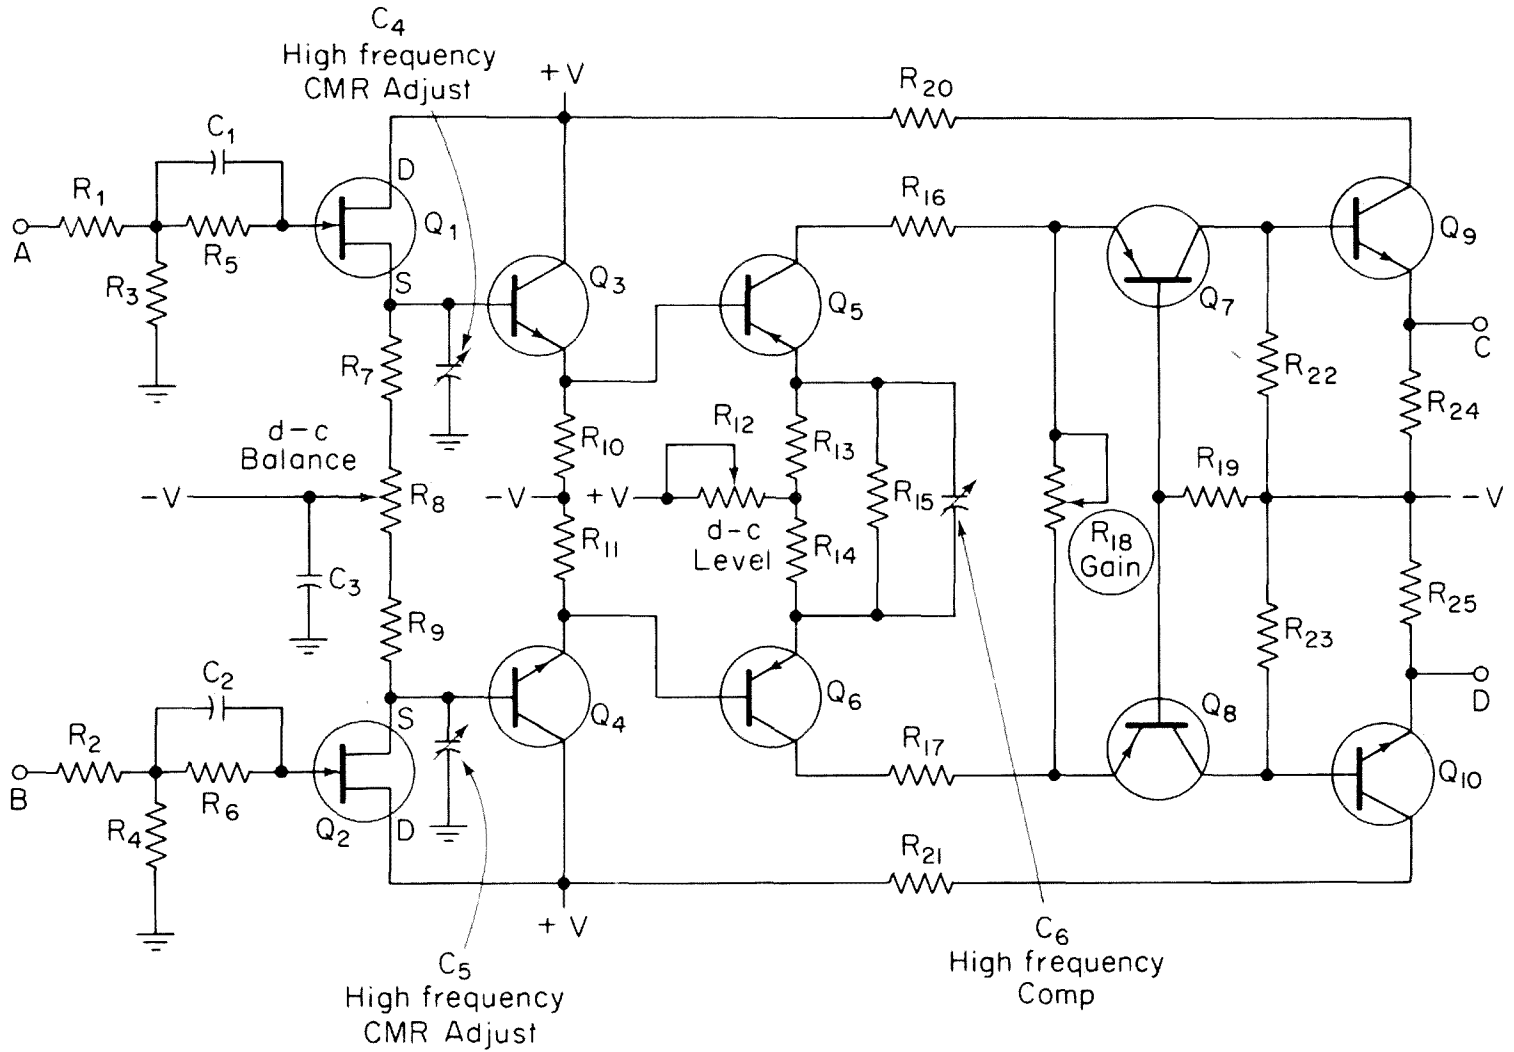 C4
High frequency
CMR Adjust
+V
R20
C1
D
R16
R1
Q1
Q9
A
R5
S
Q3
R3
Q5
Q7
C
R7
R22
R24
R12
d-c
Balance
R10
R13
R19
-V
R8
-V
+V
R15
-V
d-c
Level
R11
R14
R18
Gain
C3
R25
R9
R23
C2
S
Q4
Q6
Q8
D
R2
R17
Q10
B
R6
R4
Q2
D
R21
+V
C6
High frequency
Comp
C5
High frequency
CMR Adjust